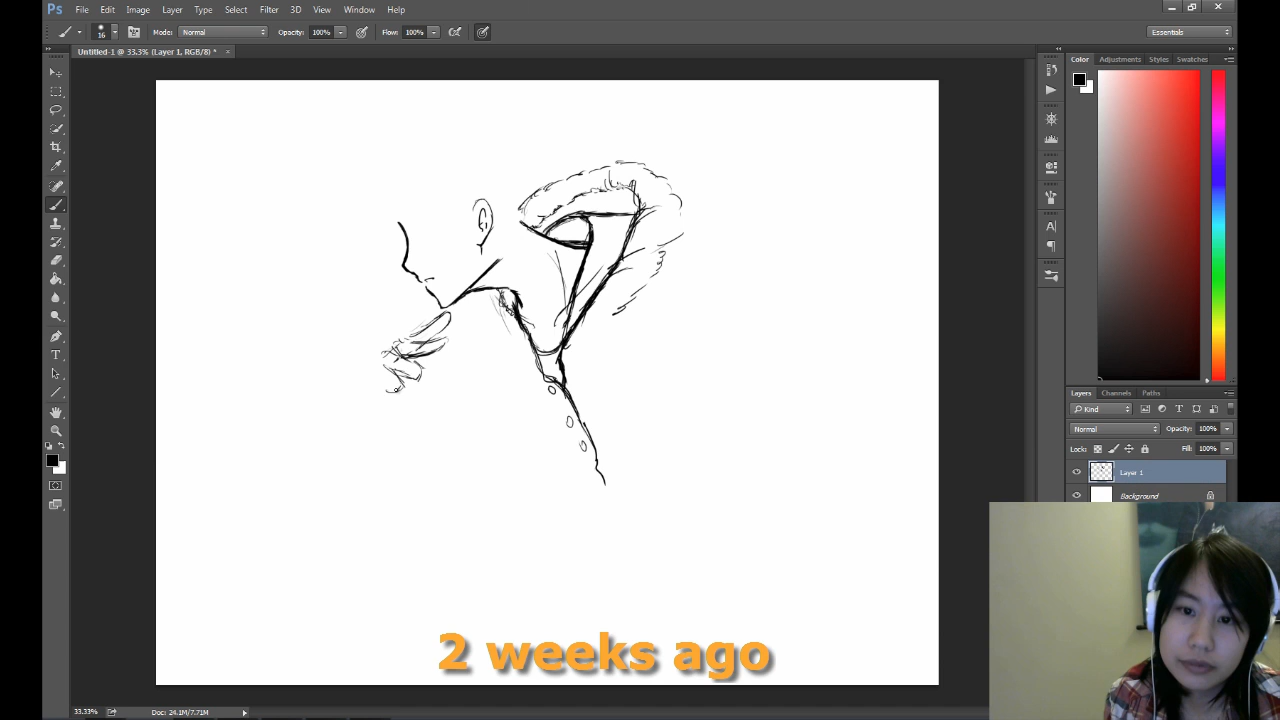 Ps File Edit Image Layer Type Select Filter 3D View Window Help
16 Mode: Normal Opacity: 100% Flow: 100% Essentials
Untitled-1 @ 33.3% (Layer 1, RGB/8) * ×
Color Adjustments Styles Swatches
Layers Channels Paths
Kind
Normal Opacity: 100%
Lock: Fill: 100%
Layer 1
Background
2 weeks ago
33.33% Doc: 24.1M/7.71M